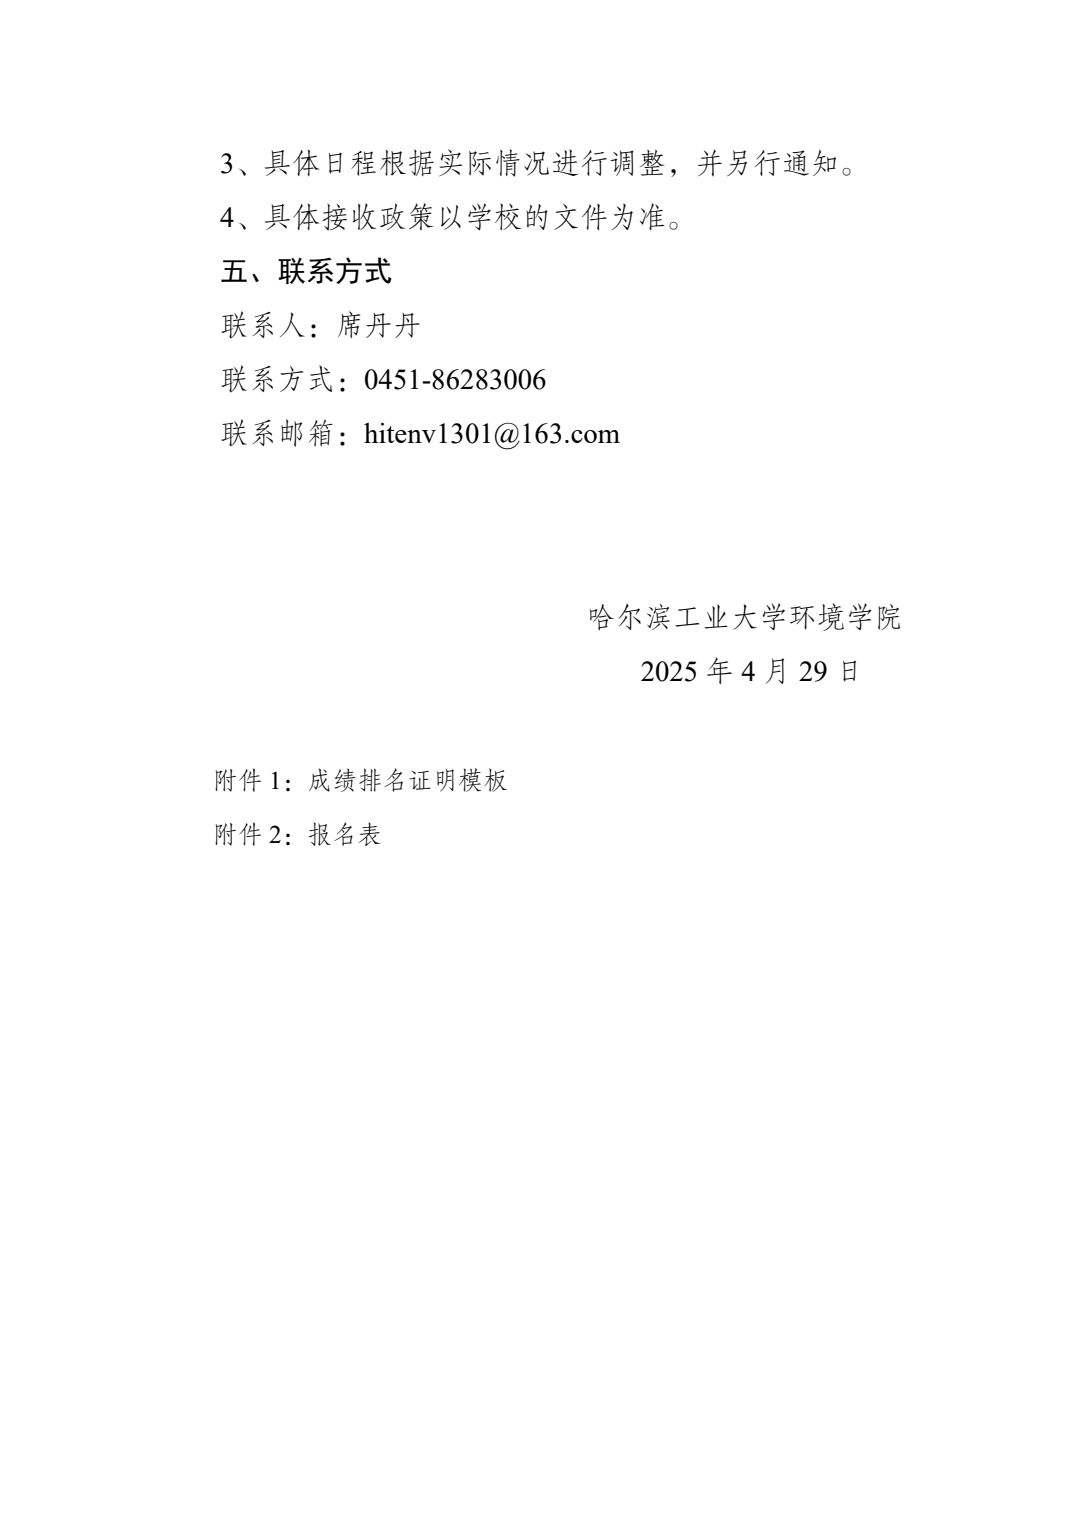 3、具体日程根据实际情况进行调整，并另行通知。
4、具体接收政策以学校的文件为准。
五、联系方式
联系人：席丹丹
联系方式：0451-86283006
联系邮箱：hitenv1301@163.com
哈尔滨工业大学环境学院
2025 年 4 月 29 日
附件 1：成绩排名证明模板
附件 2：报名表